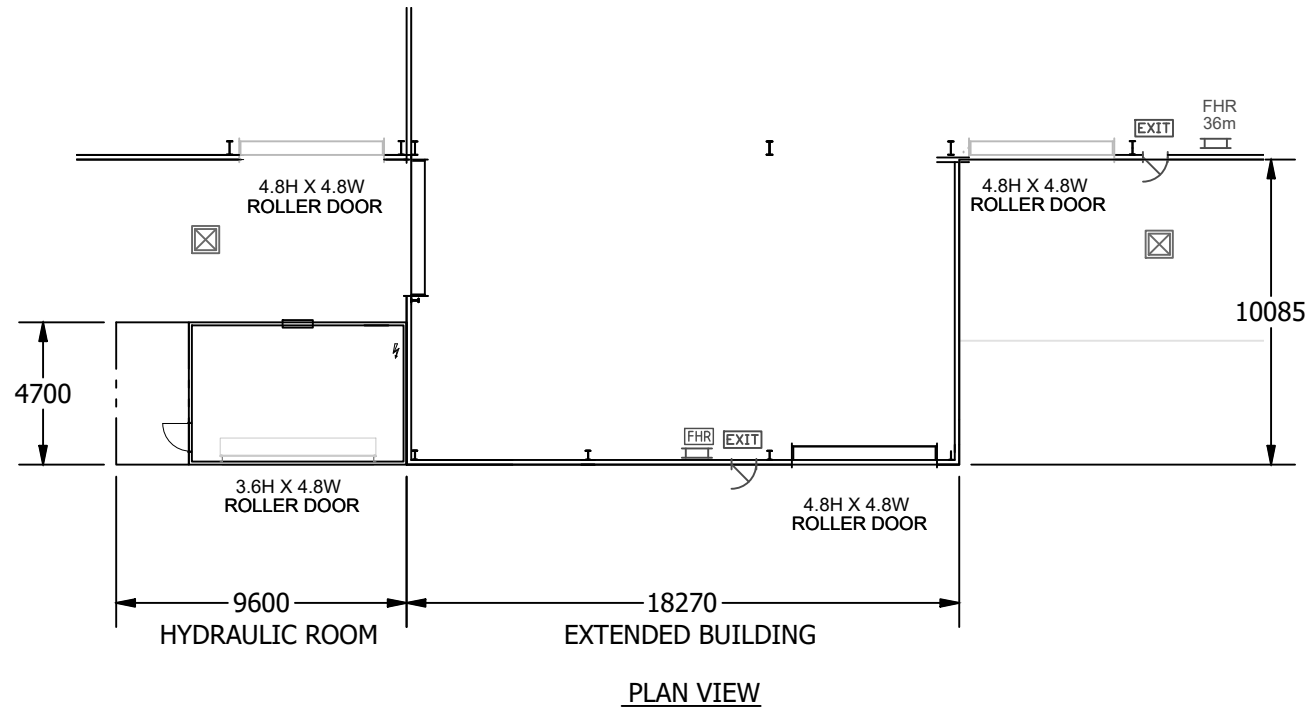 FHR
36m
EXIT
4.8H X 4.8W
ROLLER DOOR
4.8H X 4.8W
ROLLER DOOR
10085
4700
FHR
EXIT
3.6H X 4.8W
ROLLER DOOR
4.8H X 4.8W
ROLLER DOOR
9600
HYDRAULIC ROOM
18270
EXTENDED BUILDING
PLAN VIEW